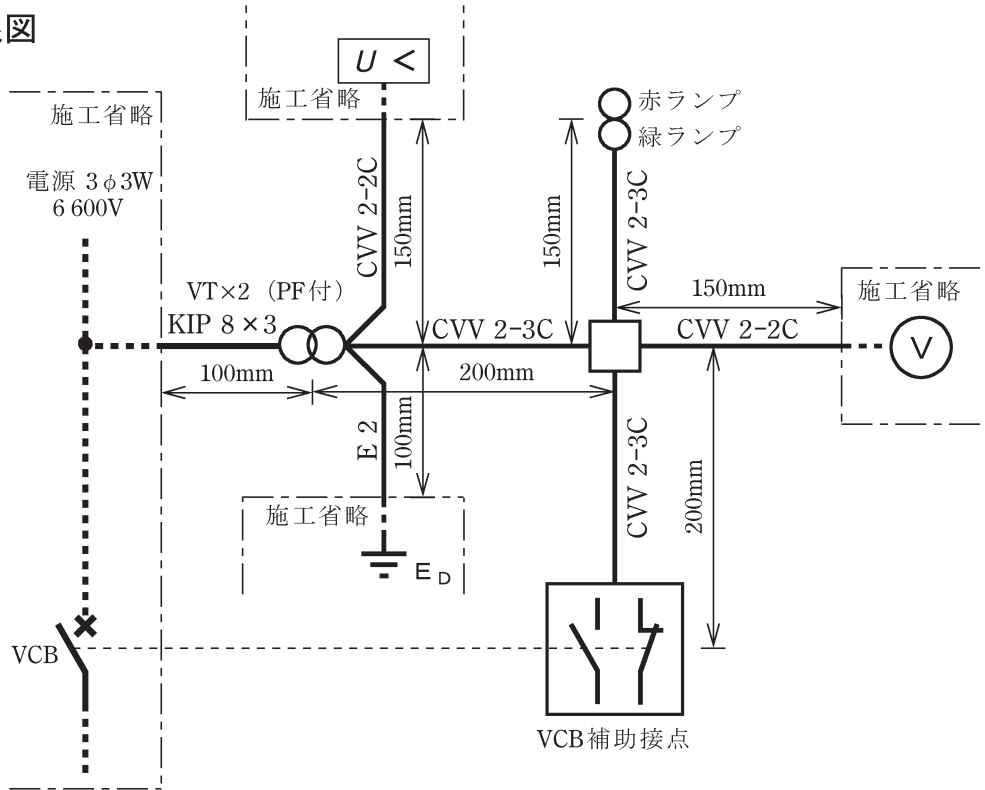 図
U <
施工省略
施工省略
赤ランプ
緑ランプ
電源 3φ3W
6 600V
CVV 2-2C
150mm
150mm
CVV 2-3C
VT×2（PF付）
KIP 8×3
CVV 2-3C
150mm
CVV 2-2C
施工省略
V
100mm
200mm
E 2
100mm
CVV 2-3C
200mm
施工省略
E D
VCB
VCB補助接点